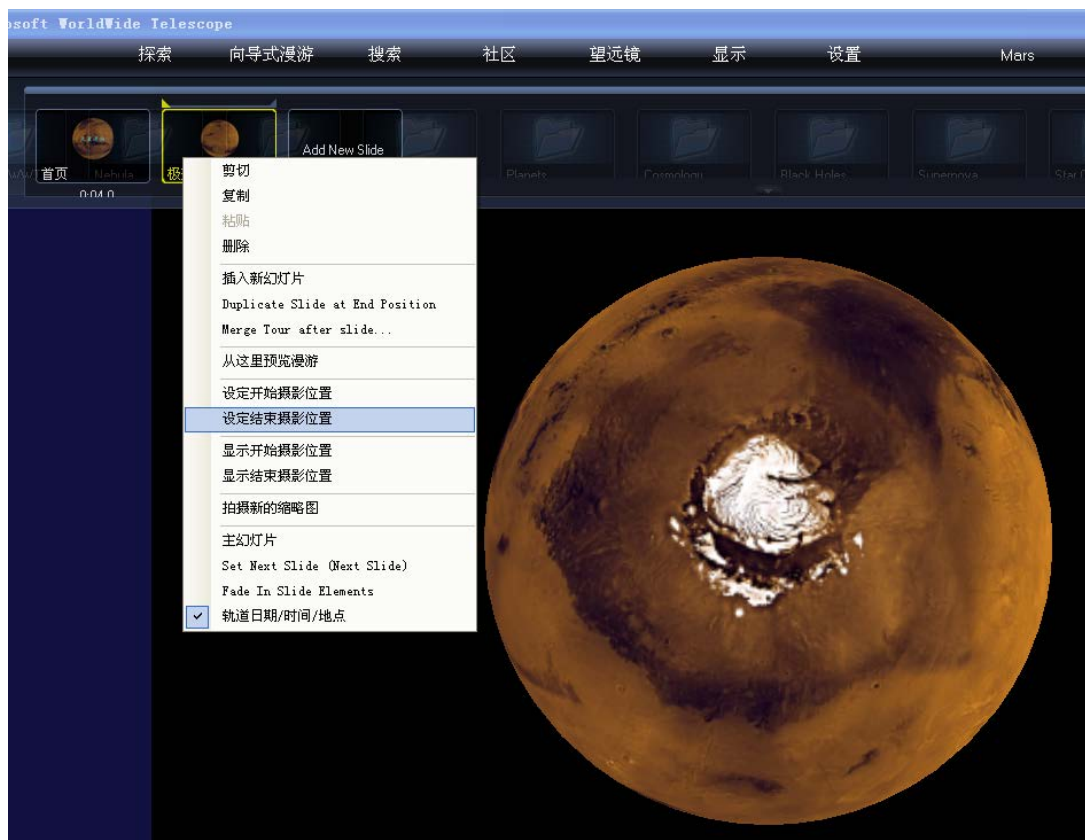 osoft WorldWide Telescope
探索 向导式漫游 搜索 社区 望远镜 显示 设置 Mars
Add New Slide
首页 Nebula 极 Planets Cosmology Black Holes Supernova Star
0:04.0
剪切
复制
粘贴
删除
插入新幻灯片
Duplicate Slide at End Position
Merge Tour after slide...
从这里预览漫游
设定开始摄影位置
设定结束摄影位置
显示开始摄影位置
显示结束摄影位置
拍摄新的缩略图
主幻灯片
Set Next Slide (Next Slide)
Fade In Slide Elements
轨道日期/时间/地点